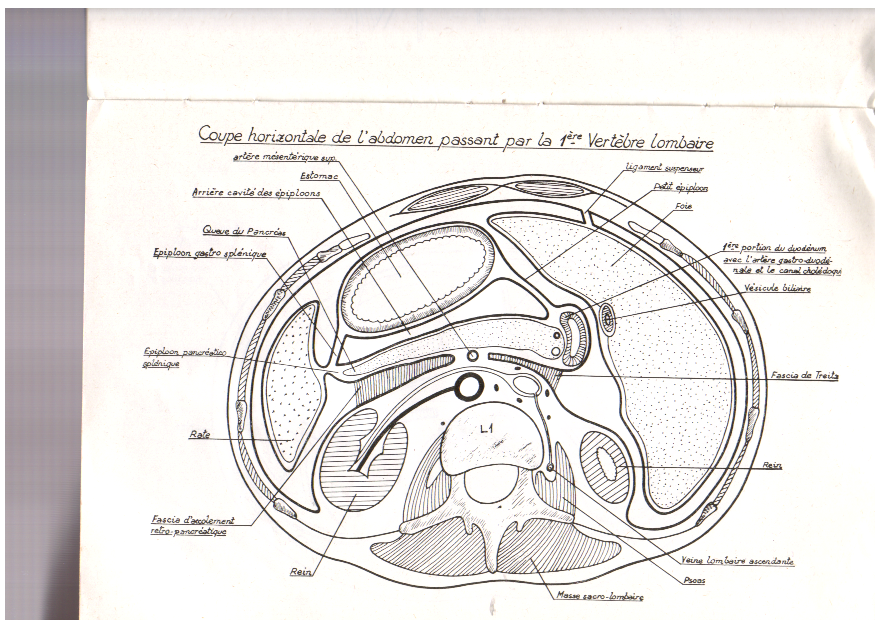 Coupe horizontale de l'abdomen passant par la 1ère Vertèbre lombaire
artère mésentérique sup.
Estomac
Arrière cavité des épiploons
Queue du Pancréas
Epiploon gastro splénique
Epiploon pancréatico
splénique
Rate
Fascia d'accolement
rétro-pancréatique
Rein
ligament suspenseur
Petit épiploon
Foie
1ère portion du duodénum
avec l'artère gastro-duodé-
nale et le canal cholédoqu
Vésicule biliaire
Fascia de Treitz
Rein
Veine lombaire ascendante
Psoas
Masse sacro-lombaire
L1